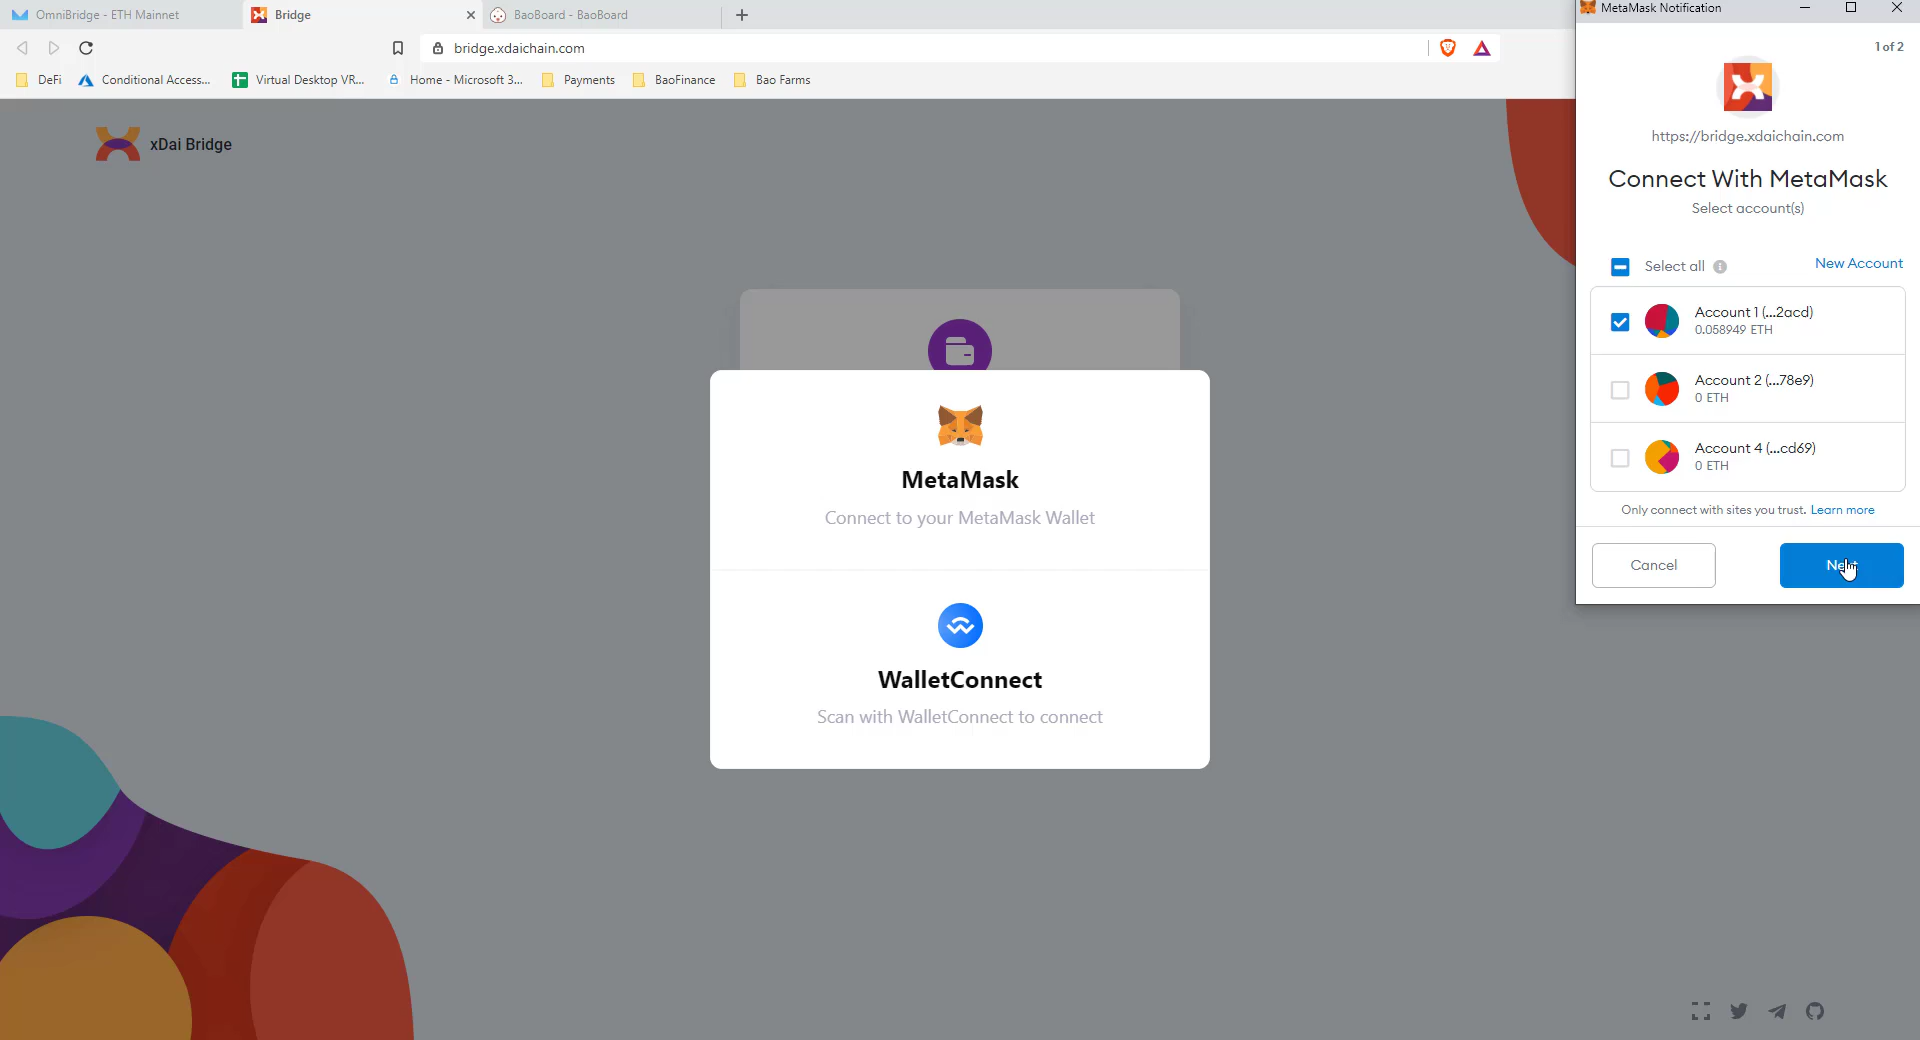 OmniBridge - ETH Mainnet
Bridge
BaoBoard - BaoBoard
bridge.xdaichain.com
DeFi
Conditional Access...
Virtual Desktop VR...
Home - Microsoft 3...
Payments
BaoFinance
Bao Farms
xDai Bridge
MetaMask
Connect to your MetaMask Wallet
WalletConnect
Scan with WalletConnect to connect
MetaMask Notification
1 of 2
https://bridge.xdaichain.com
Connect With MetaMask
Select account(s)
Select all
New Account
Account 1 (...2acd)
0.058949 ETH
Account 2 (...78e9)
0 ETH
Account 4 (...cd69)
0 ETH
Only connect with sites you trust. Learn more
Cancel
Next